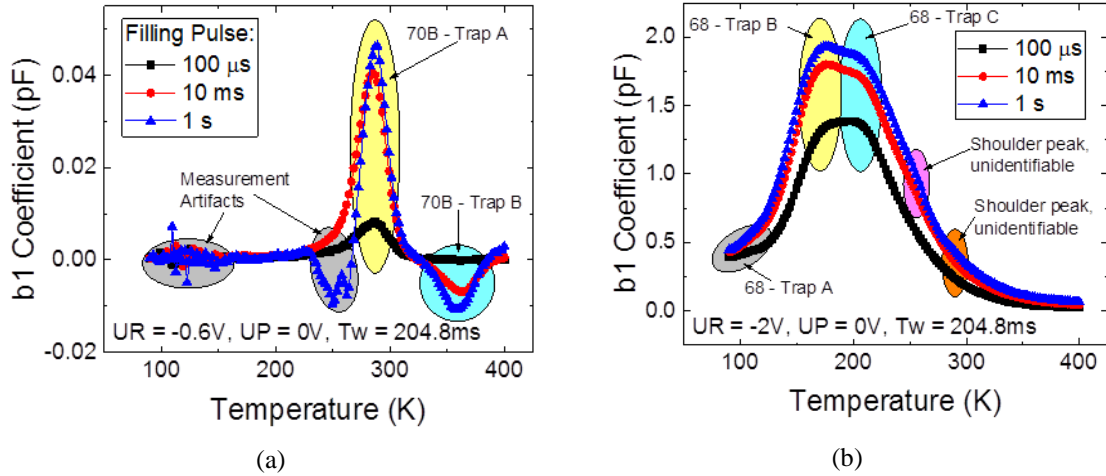 Filling Pulse:
100 µs
10 ms
1 s
70B - Trap A
Measurement
Artifacts
70B - Trap B
UR = -0.6V, UP = 0V, Tw = 204.8ms
b1 Coefficient (pF)
0.04
0.02
0.00
-0.02
100
200
300
400
Temperature (K)
(a)
68 - Trap B
68 - Trap C
100 µs
10 ms
1 s
Shoulder peak,
unidentifiable
Shoulder peak,
unidentifiable
68 - Trap A
UR = -2V, UP = 0V, Tw = 204.8ms
b1 Coefficient (pF)
2.0
1.5
1.0
0.5
0.0
100
200
300
400
Temperature (K)
(b)